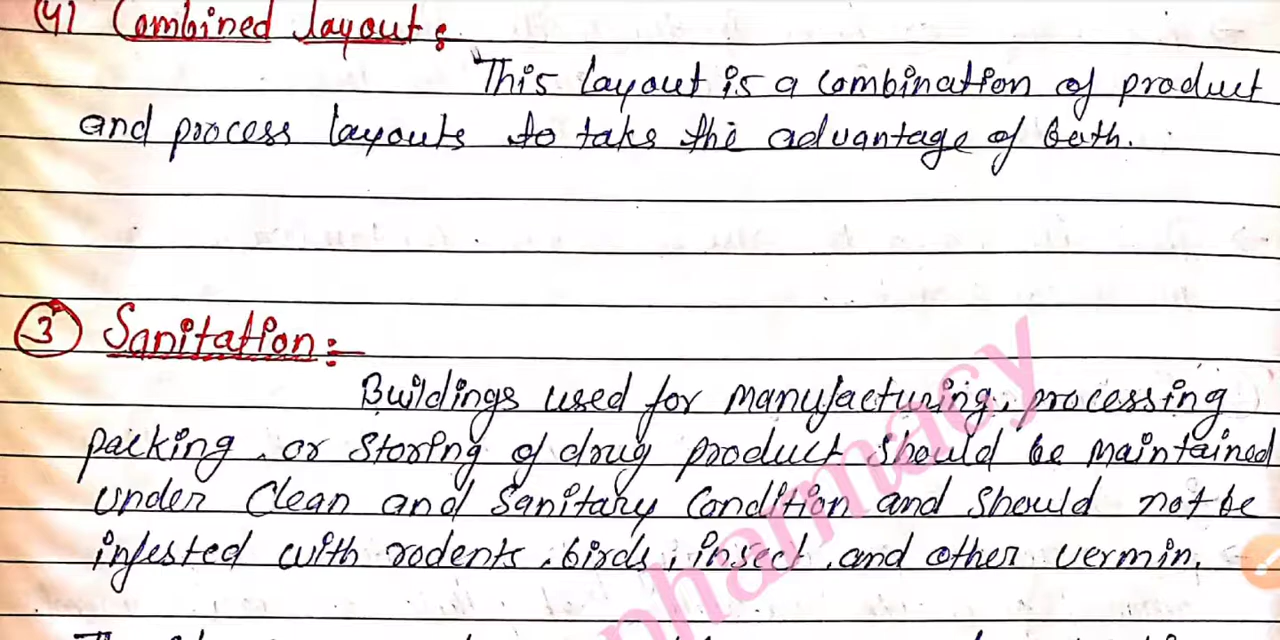 (4) Combined layout :
This layout is a combination of product
and process layouts to take the advantage of both.
3 Sanitation :-
Buildings used for manufacturing, processing
packing, or storing of drug product should be maintained
under clean and sanitary condition and should not be
infested with rodents, birds, insect, and other vermin.
pharmacy